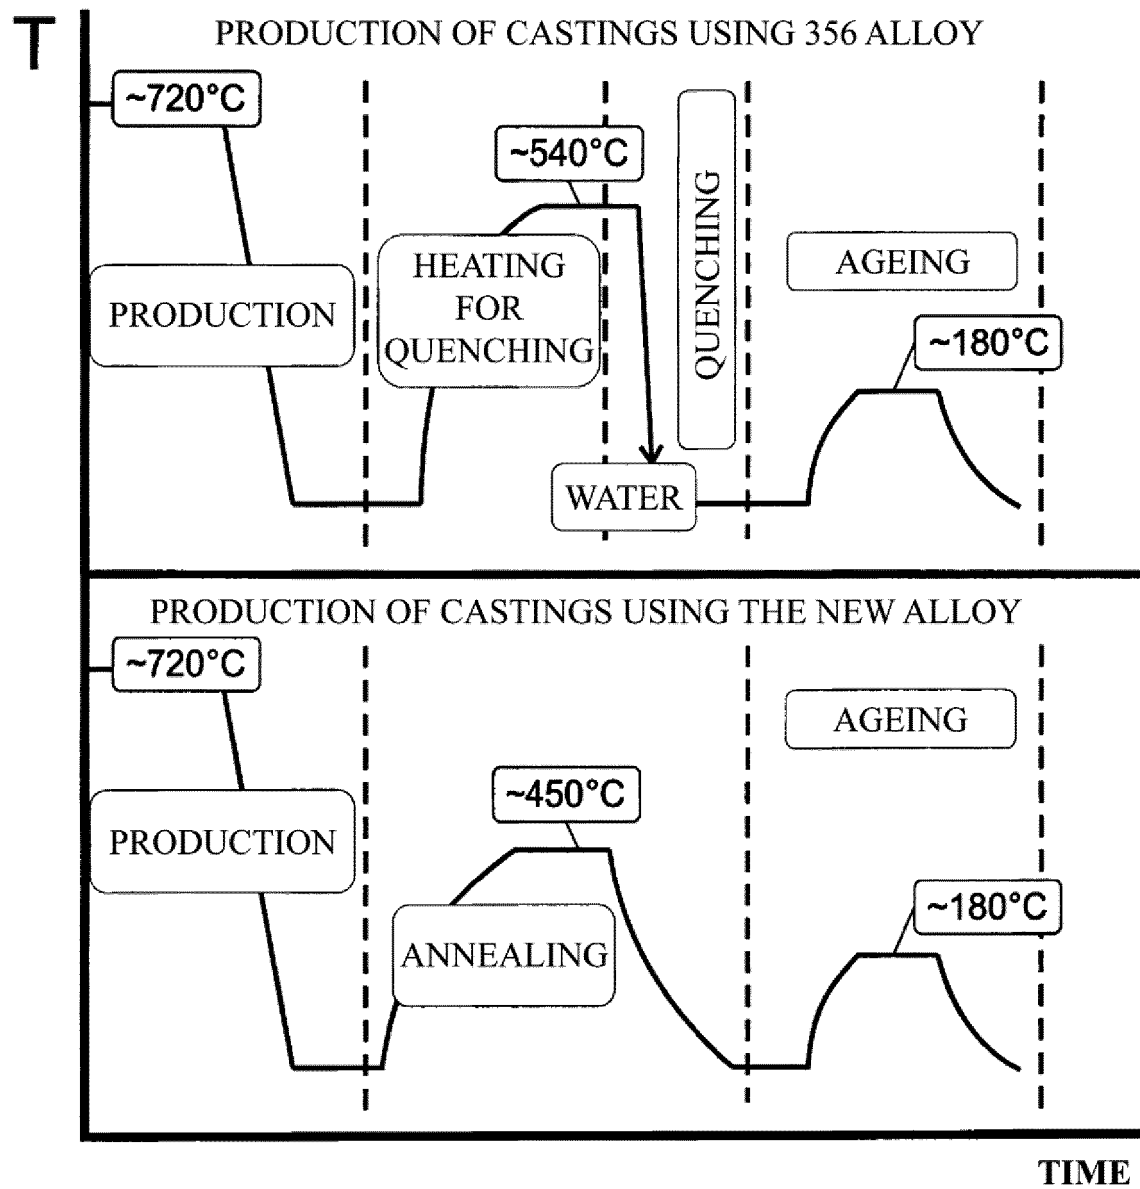 T
PRODUCTION OF CASTINGS USING 356 ALLOY
~720°C
~540°C
QUENCHING
HEATING
FOR
QUENCHING
AGEING
PRODUCTION
~180°C
WATER
PRODUCTION OF CASTINGS USING THE NEW ALLOY
~720°C
AGEING
~450°C
PRODUCTION
~180°C
ANNEALING
TIME